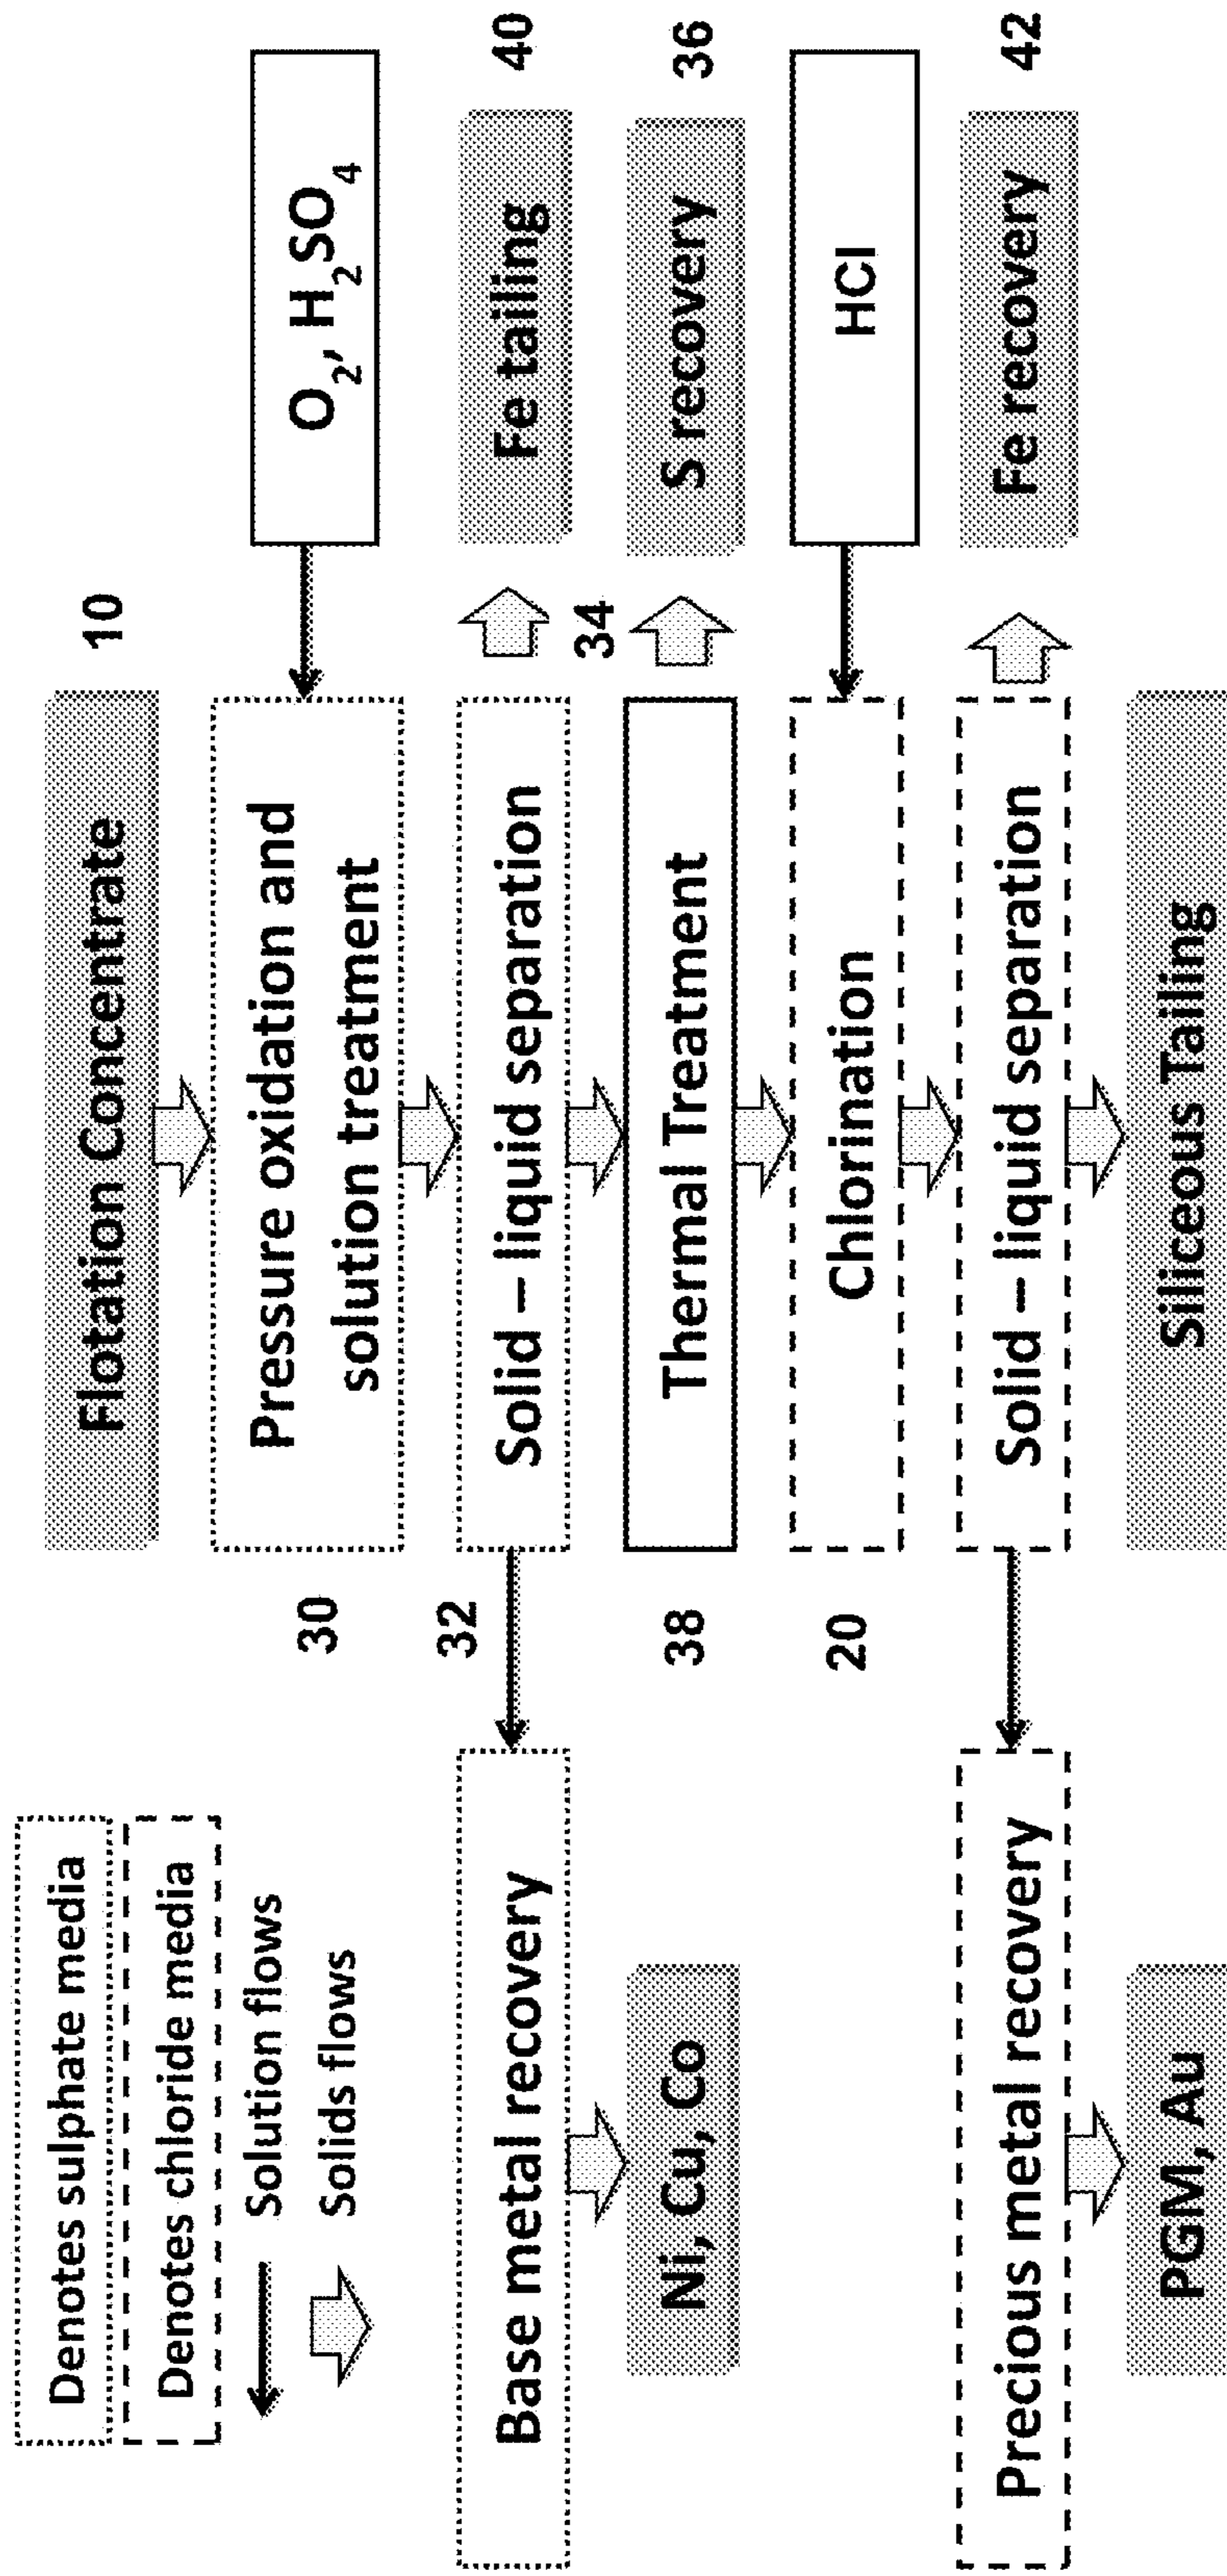 Denotes sulphate media
Denotes chloride media
Solution flows
Solids flows
Flotation Concentrate
10
30
Pressure oxidation and
solution treatment
O2, H2SO4
Base metal recovery
32
Solid – liquid separation
Fe tailing
40
34
Ni, Cu, Co
38
Thermal Treatment
S recovery
36
20
Chlorination
HCl
Precious metal recovery
Solid – liquid separation
Fe recovery
42
PGM, Au
Siliceous Tailing